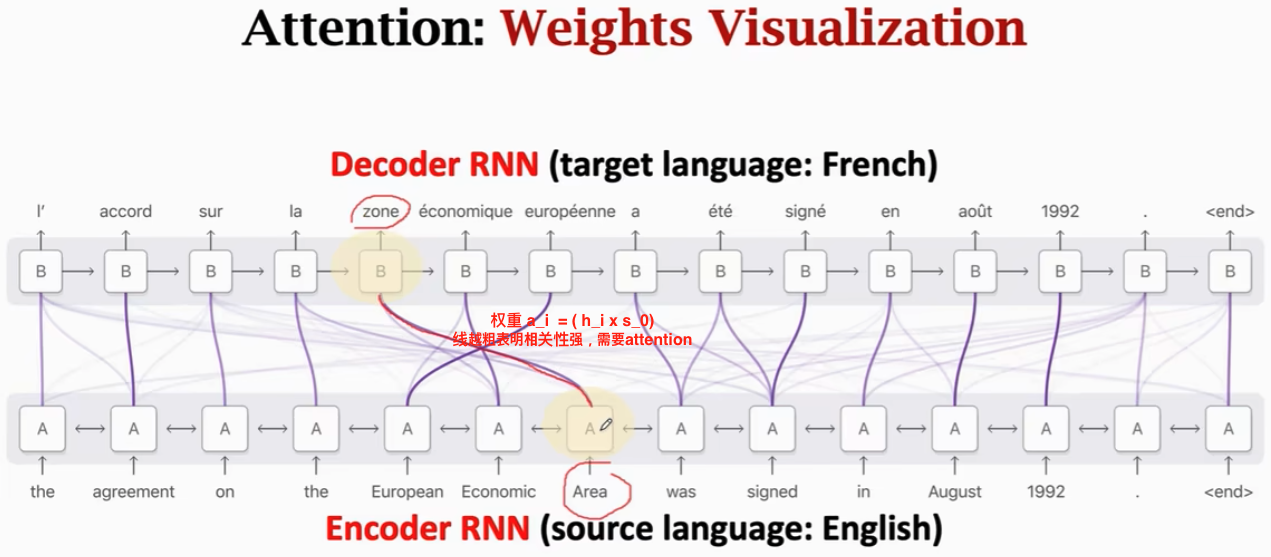 Attention: Weights Visualization
Decoder RNN (target language: French)
l' accord sur la zone économique européenne a été signé en août 1992 . <end>
B B B B B B B B B B B B B B B
权重 a_i = ( h_i x s_0)
线越粗表明相关性强，需要attention
A A A A A A A A A A A A A A
the agreement on the European Economic Area was signed in August 1992 . <end>
Encoder RNN (source language: English)